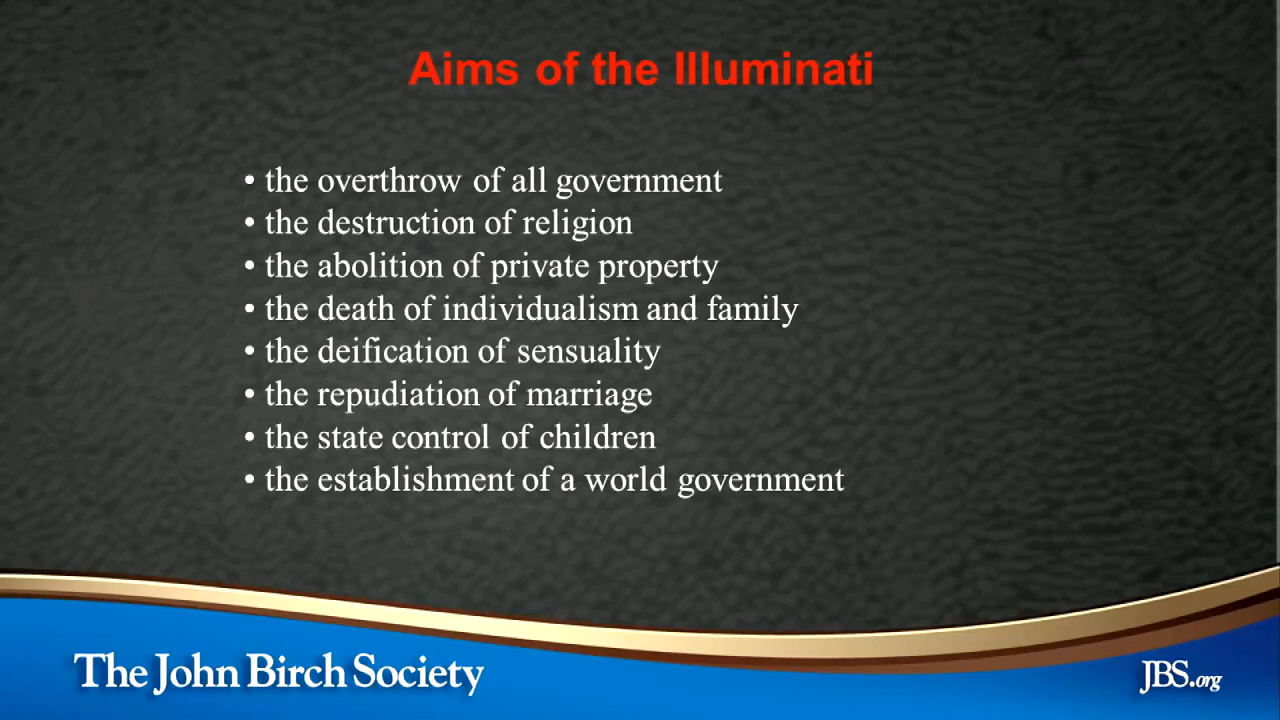 Aims of the Illuminati
• the overthrow of all government
• the destruction of religion
• the abolition of private property
• the death of individualism and family
• the deification of sensuality
• the repudiation of marriage
• the state control of children
• the establishment of a world government
The John Birch Society
JBS.org